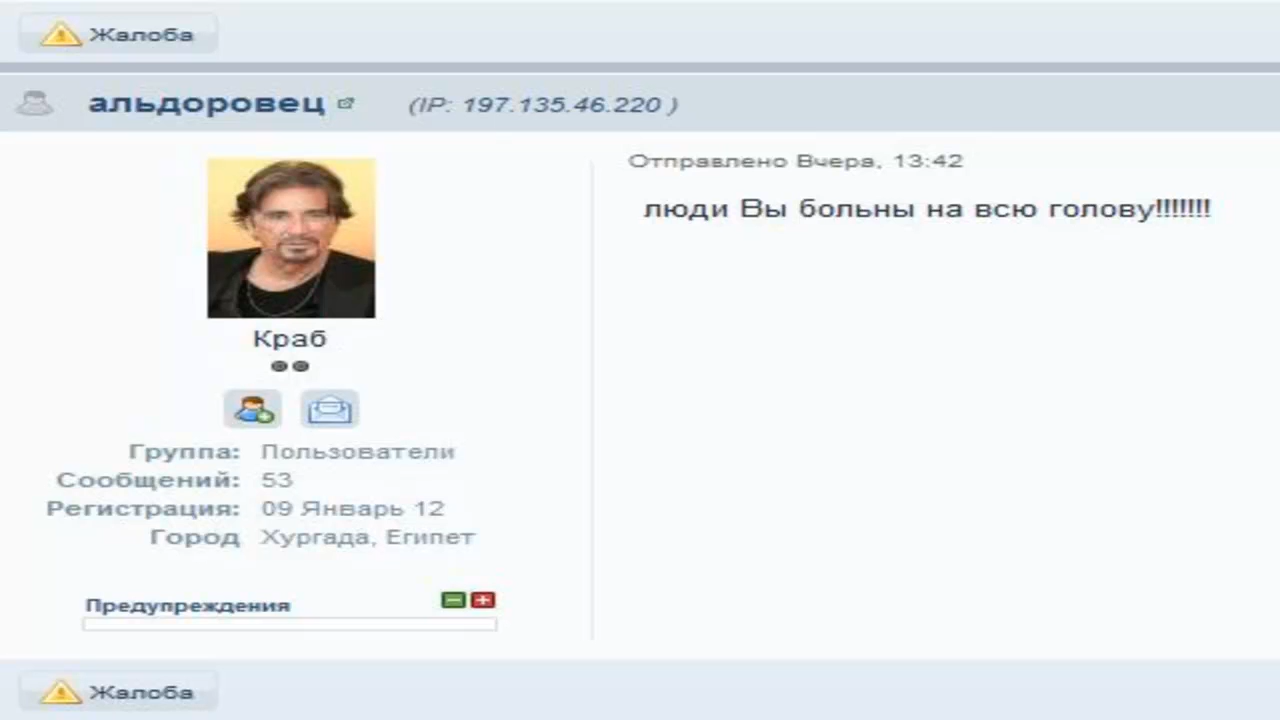 Жалоба
альдоровец (IP: 197.135.46.220 )
Отправлено Вчера, 13:42
люди Вы больны на всю голову!!!!!!!
Краб
Группа: Пользователи
Сообщений: 53
Регистрация: 09 Январь 12
Город Хургада, Египет
Предупреждения
Жалоба